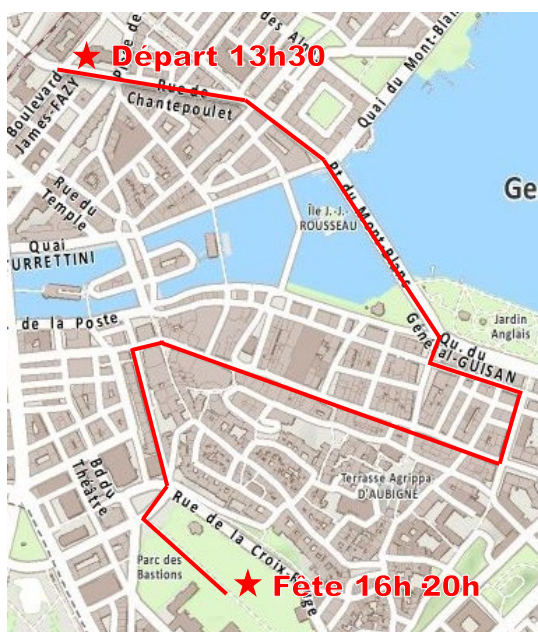 Départ 13h30
Rue de
Chantepoulet
Boulevard
James-FAZY
Quai du Mont-Blanc
Rue du
Temple
Pt du Mont-Blanc
Île J.-J.
ROUSSEAU
Ge
Quai
TURRETTINI
de la Poste
Jardin
Anglais
Qu. du
Général-GUISAN
Terrasse Agrippa
D'AUBIGNÉ
Bd du
Théâtre
Rue de la Croix-Rouge
Parc des
Bastions
Fête 16h 20h